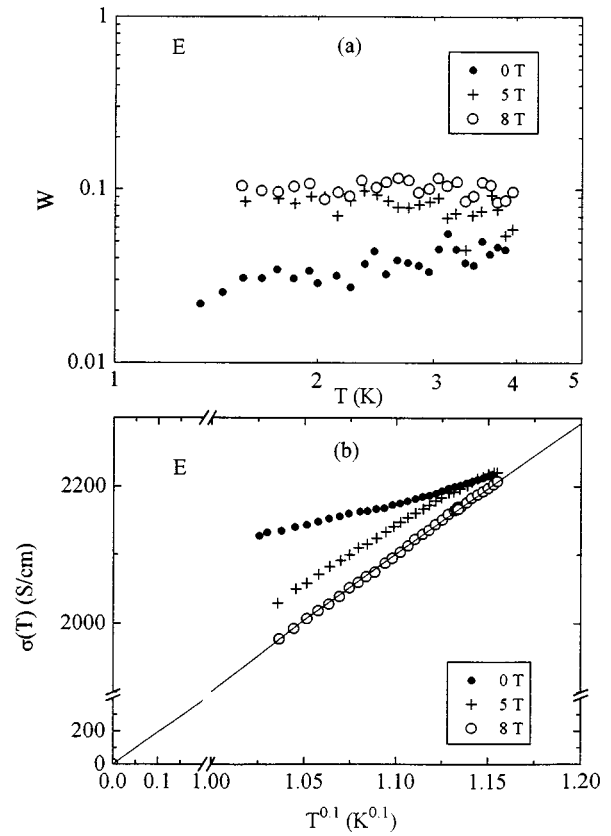 1
E
(a)
0 T
5 T
8 T
W
0.1
0.01
1
2
3
4
5
T (K)
E
(b)
2200
σ(T) (S/cm)
2000
0 T
5 T
8 T
200
0
0.0
0.1
1.00
1.05
1.10
1.15
1.20
T^0.1 (K^0.1)